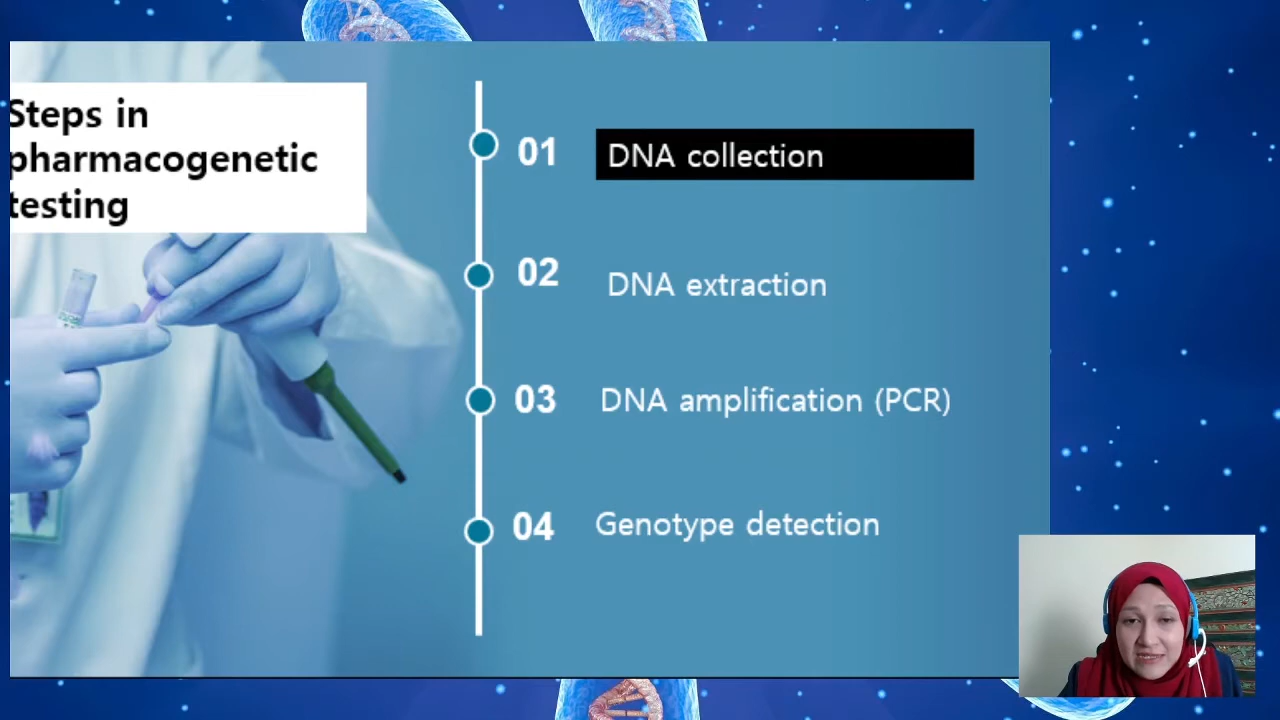 Steps in
pharmacogenetic
testing
01 DNA collection
02 DNA extraction
03 DNA amplification (PCR)
04 Genotype detection